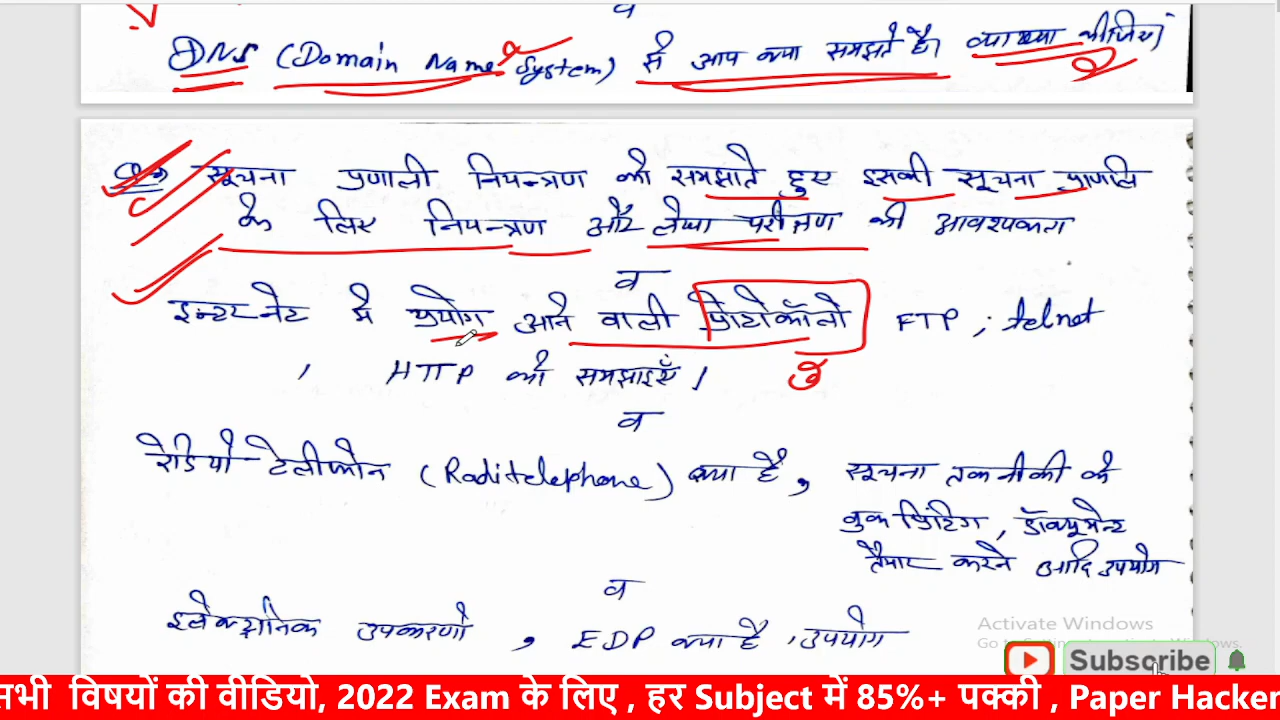 व
DNS (Domain Name System) से आप क्या समझते है। व्याख्या कीजिए।
सूचना प्रणाली नियन्त्रण को समझाते हुए इसकी सूचना प्राणाली
के लिए नियन्त्रण और लेखा परीक्षण की आवश्यकता
व
इन्टरनेट मे प्रयोग आने वाली प्रोटोकॉलो FTP ; telnet
, HTTP को समझाइएँ।
व
रेडियो टेलीफोन (Raditelephone) क्या है, सूचना तकनीकी के
बुक प्रिंटिग, डॉक्यूमेन्ट
तैयार करने आदि उपयोग
व
इलेक्ट्रानिक उपकरणो , EDP क्या है, उपयोग
Activate Windows
Subscribe
सभी विषयों की वीडियो, 2022 Exam के लिए , हर Subject में 85%+ पक्की , Paper Hacker